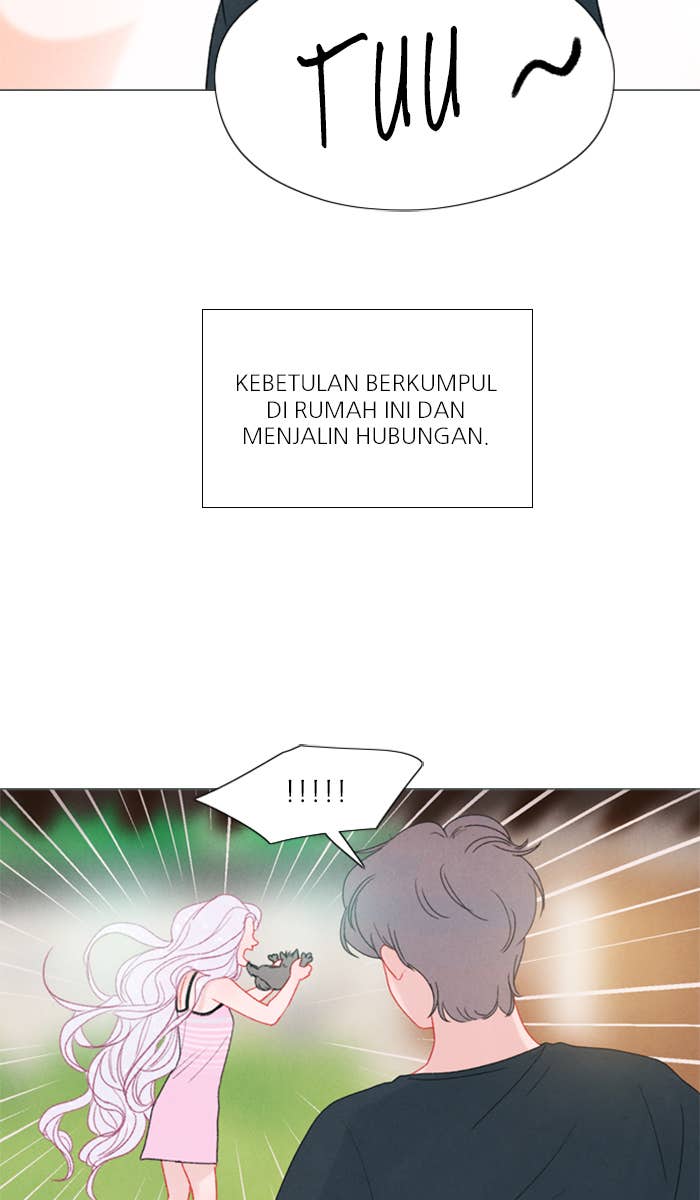 TUU ~
KEBETULAN BERKUMPUL
DI RUMAH INI DAN
MENJALIN HUBUNGAN.
!!!!!